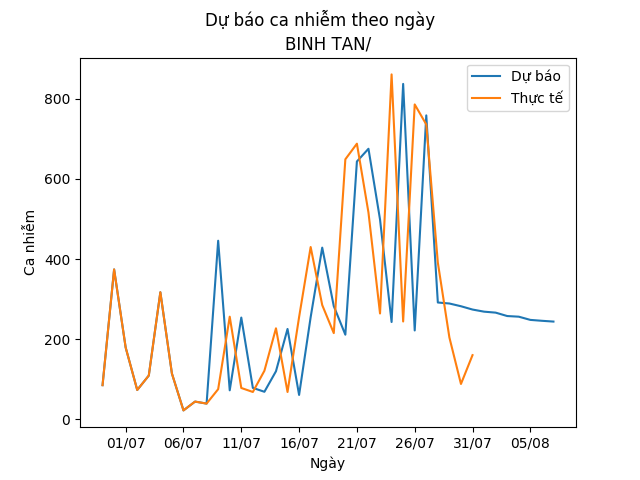 Dự báo ca nhiễm theo ngày
BINH TAN/
Dự báo
Thực tế
Ca nhiễm
800
600
400
200
0
01/07 06/07 11/07 16/07 21/07 26/07 31/07 05/08
Ngày